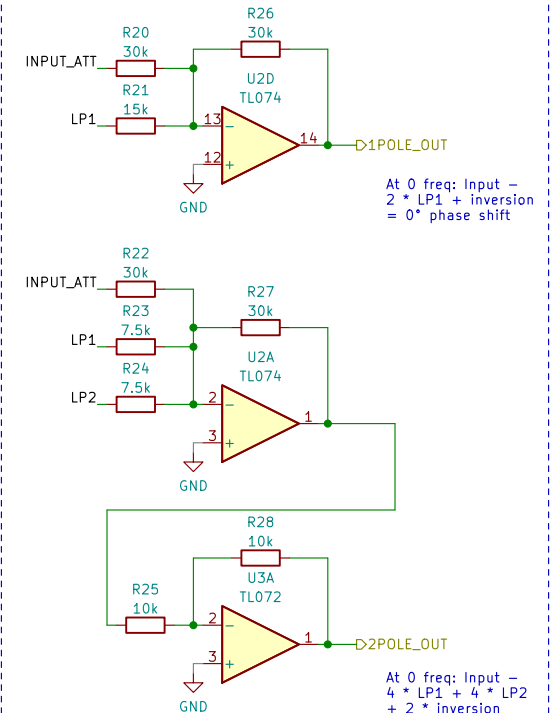 R26
30k
R20
30k
INPUT_ATT
R21
15k
LP1
U2D
TL074
13
−
14
1POLE_OUT
12
+
GND
At 0 freq: Input −
2 * LP1 + inversion
= 0° phase shift
R22
30k
INPUT_ATT
R23
7.5k
LP1
R24
7.5k
LP2
R27
30k
U2A
TL074
2
−
1
3
+
GND
R28
10k
U3A
TL072
R25
10k
2
−
1
2POLE_OUT
3
+
GND
At 0 freq: Input −
4 * LP1 + 4 * LP2
+ 2 * inversion